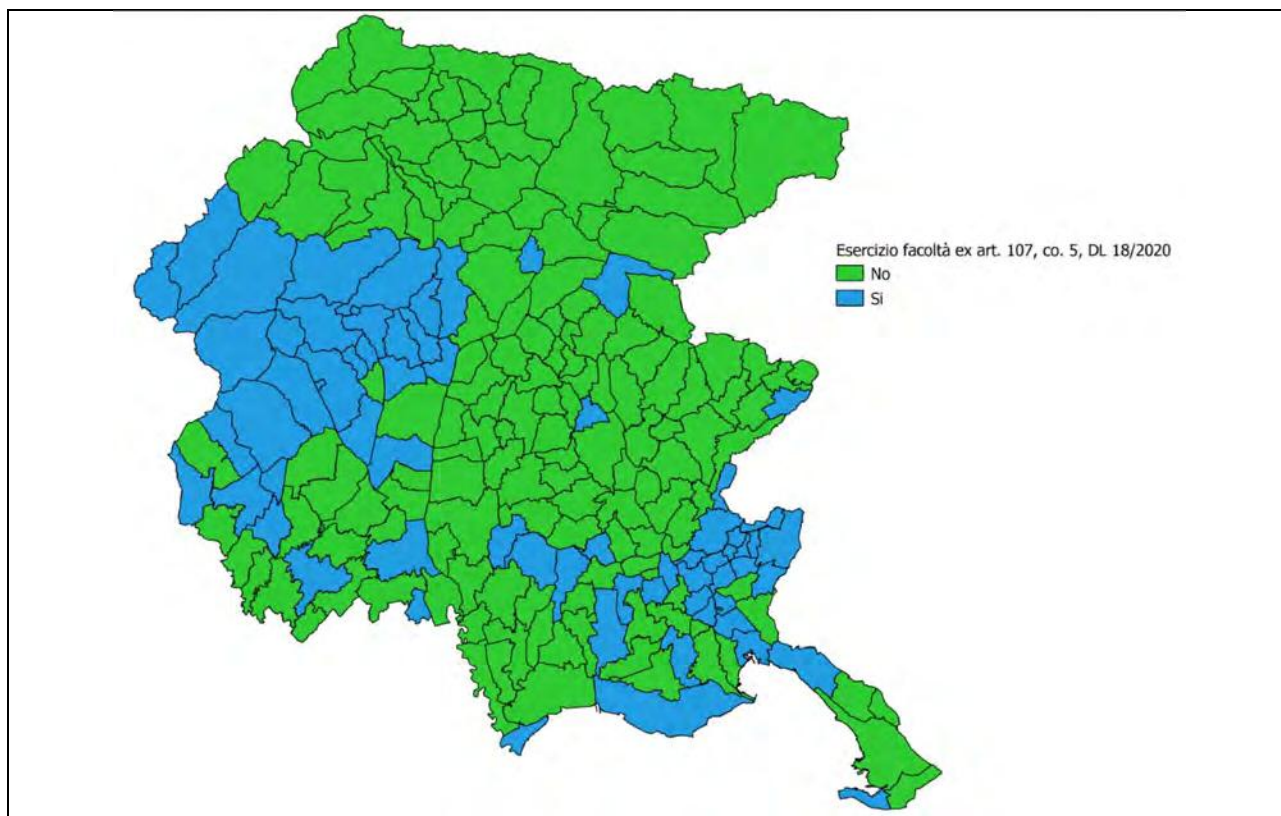 Esercizio facoltà ex art. 107, co. 5, DL 18/2020
No
Si